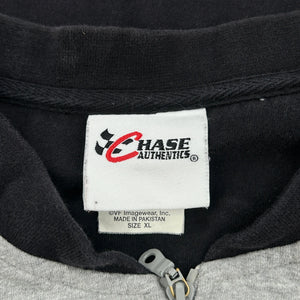 CHASE
AUTHENTICS®
©VF Imagewear, Inc.
MADE IN PAKISTAN
SIZE XL